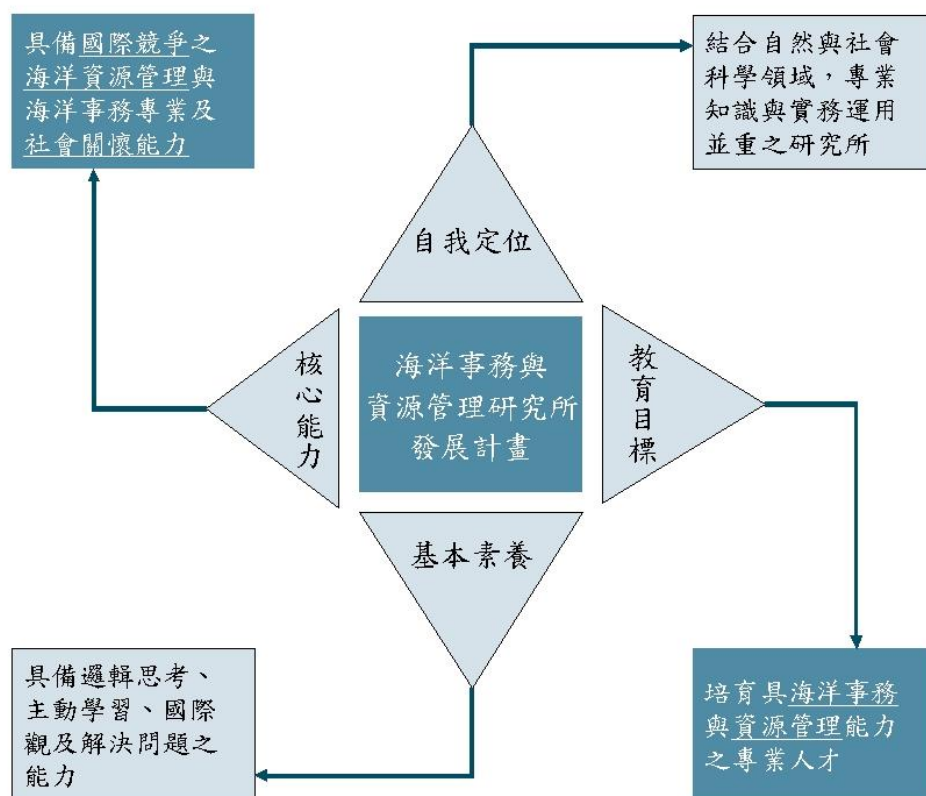 具備國際競爭之
海洋資源管理與
海洋事務專業及
社會關懷能力
結合自然與社會
科學領域，專業
知識與實務運用
並重之研究所
自我定位
核心能力
海洋事務與
資源管理研究所
發展計畫
教育目標
基本素養
具備邏輯思考、
主動學習、國際
觀及解決問題之
能力
培育具海洋事務
與資源管理能力
之專業人才